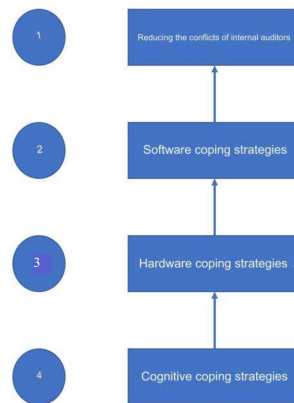 1
Reducing the conflicts of internal auditors
2
Software coping strategies
3
Hardware coping strategies
4
Cognitive coping strategies